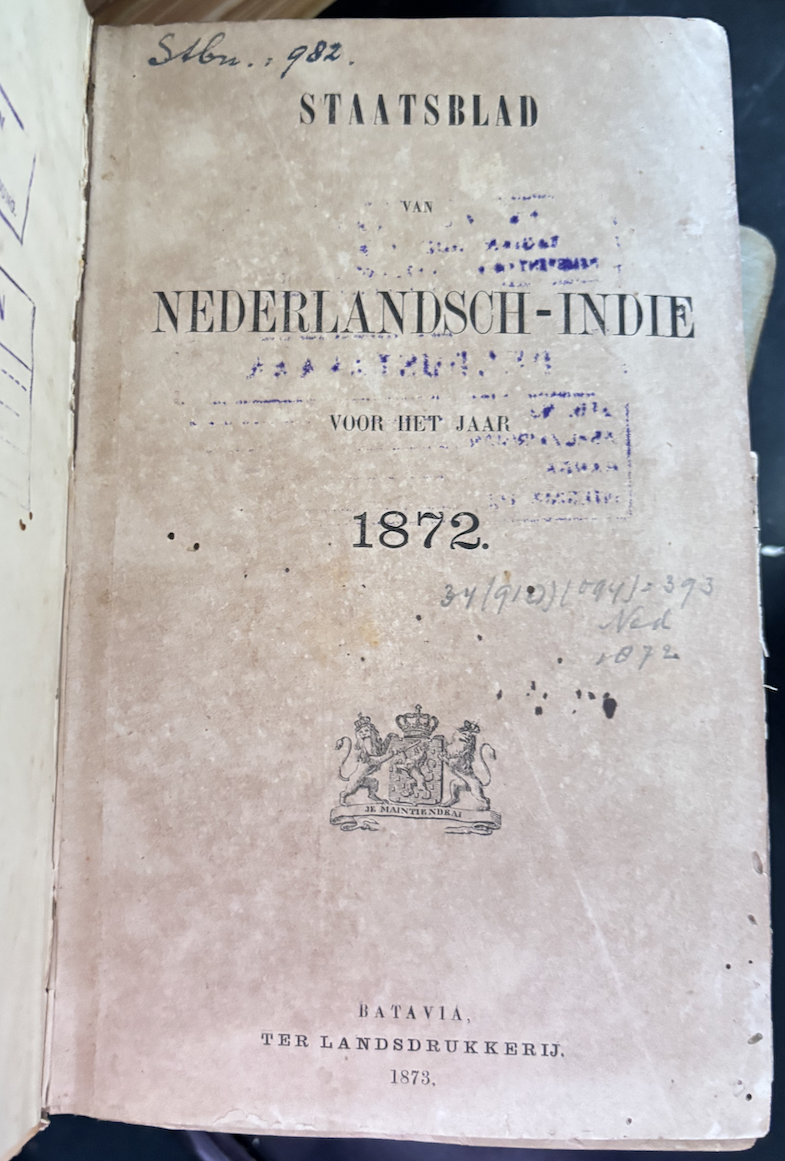 Stbn.: 982.
STAATSBLAD
VAN
NEDERLANDSCH-INDIE
VOOR HET JAAR
1872.
Ned
1872
JE MAINTIENDRAI
BATAVIA,
TER LANDSDRUKKERIJ.
1873.